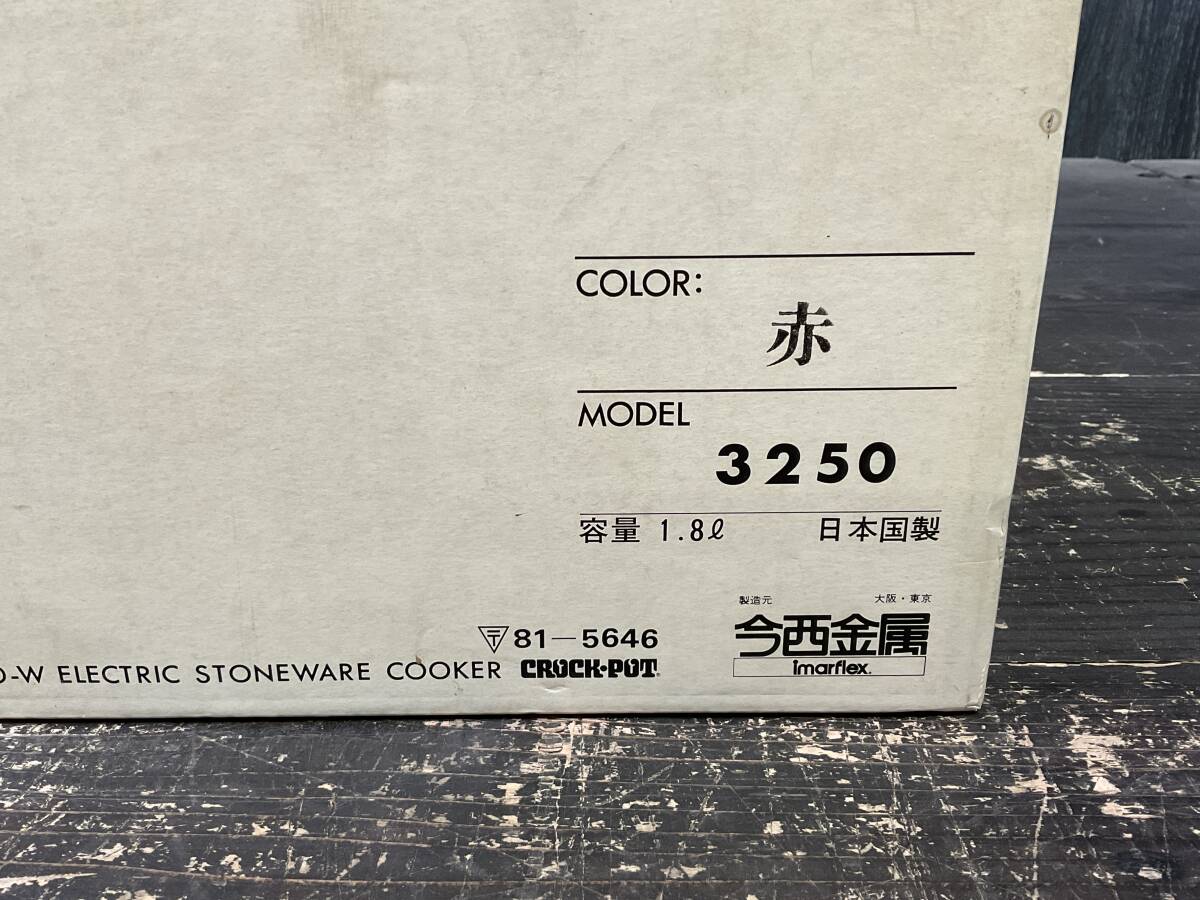 COLOR:
赤
MODEL
3250
容量 1.8ℓ 日本国製
製造元 大阪・東京
今西金属
imarflex.
〒81-5646
-W ELECTRIC STONEWARE COOKER CROCK・POT®